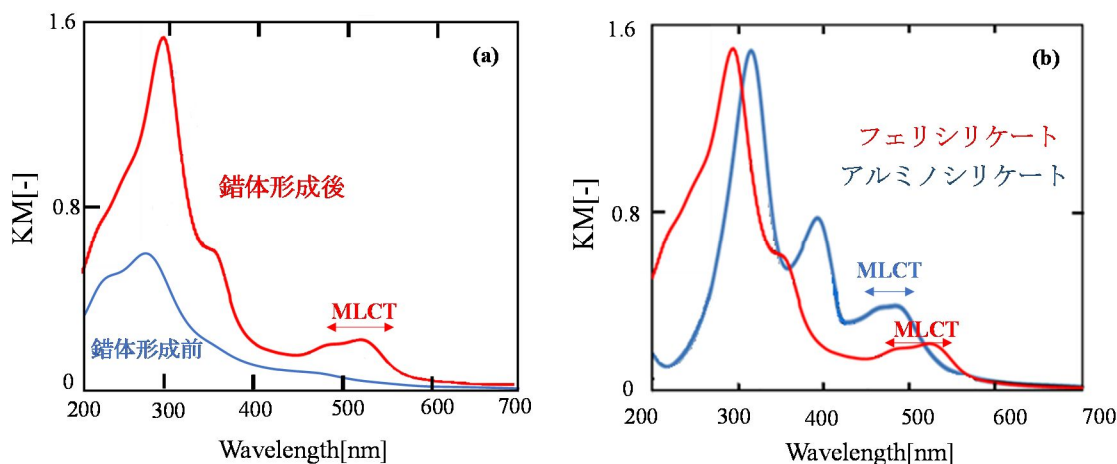 1.6
(a)
錯体形成後
KM[-]
0.8
MLCT
錯体形成前
0
200
300
400
500
600
700
Wavelength[nm]
1.6
(b)
フェリシリケート
アルミノシリケート
KM[-]
0.8
MLCT
MLCT
0
200
300
400
500
600
700
Wavelength[nm]